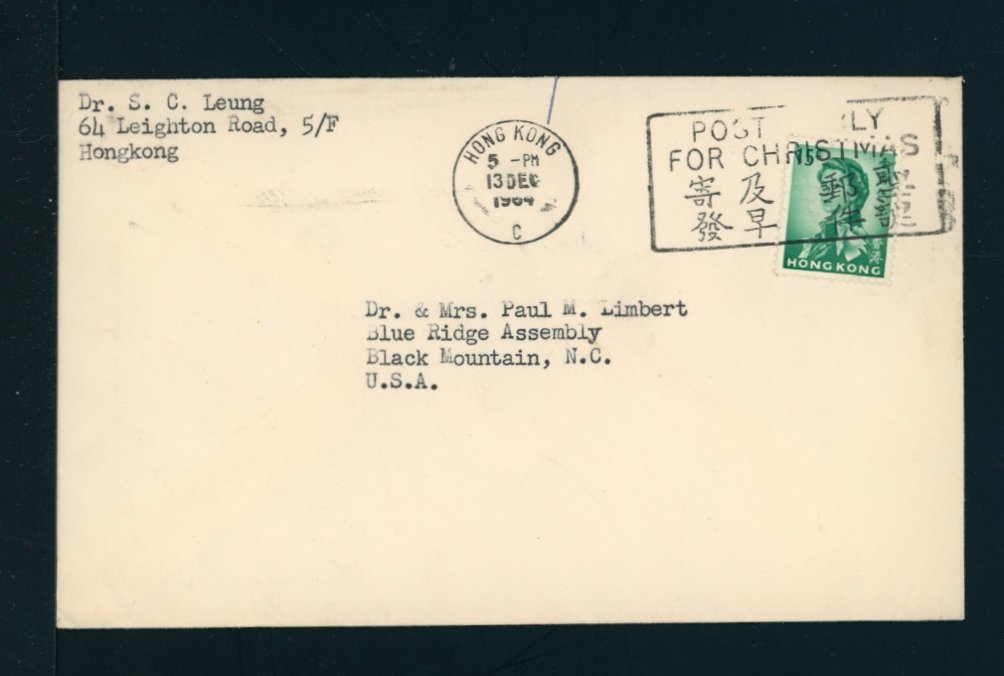 Dr. S. C. Leung
64 Leighton Road, 5/F
Hongkong
HONG KONG
5 -PM
13 DEC
1964
C
POST RLY
FOR CHRISTMAS
寄 及 郵
發 早 件
HONG KONG
Dr. & Mrs. Paul M. Limbert
Blue Ridge Assembly
Black Mountain, N.C.
U.S.A.